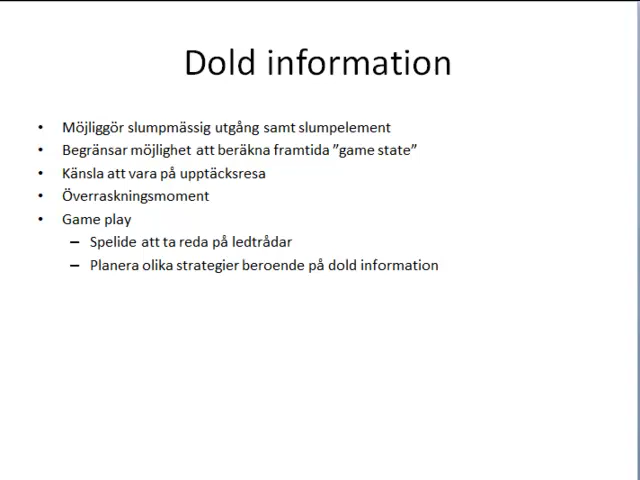 Dold information
• Möjliggör slumpmässig utgång samt slumpelement
• Begränsar möjlighet att beräkna framtida ”game state”
• Känsla att vara på upptäcksresa
• Överraskningsmoment
• Game play
– Spelide att ta reda på ledtrådar
– Planera olika strategier beroende på dold information